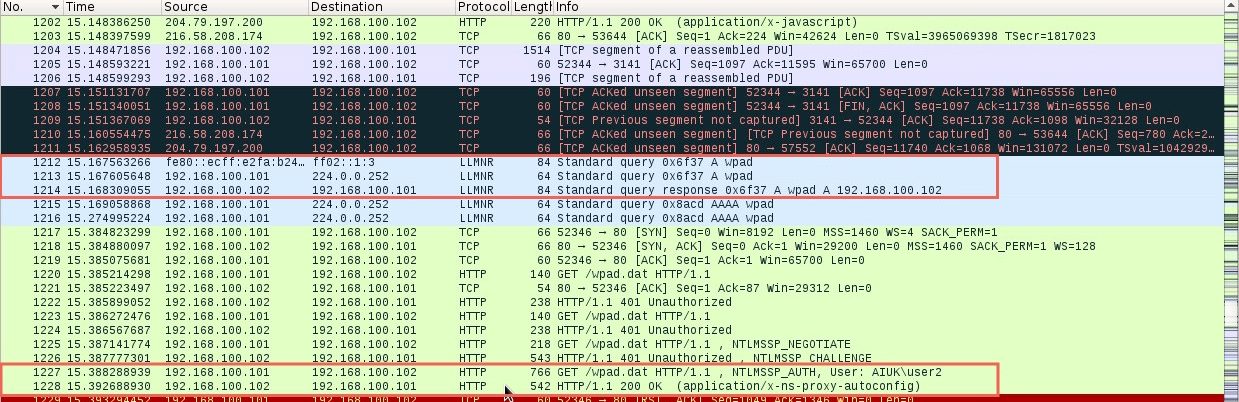 No. Time Source Destination Protocol Length Info
1202 15.148386250 204.79.197.200 192.168.100.102 HTTP 220 HTTP/1.1 200 OK (application/x-javascript)
1203 15.148397599 216.58.208.174 192.168.100.102 TCP 66 80 → 53644 [ACK] Seq=1 Ack=224 Win=42624 Len=0 TSval=3965069398 TSecr=1817023
1204 15.148471856 192.168.100.102 192.168.100.101 TCP 1514 [TCP segment of a reassembled PDU]
1205 15.148593221 192.168.100.101 192.168.100.102 TCP 60 52344 → 3141 [ACK] Seq=1097 Ack=11595 Win=65700 Len=0
1206 15.148599293 192.168.100.102 192.168.100.101 TCP 196 [TCP segment of a reassembled PDU]
1207 15.151131707 192.168.100.101 192.168.100.102 TCP 60 [TCP ACKed unseen segment] 52344 → 3141 [ACK] Seq=1097 Ack=11738 Win=65556 Len=0
1208 15.151340051 192.168.100.101 192.168.100.102 TCP 60 [TCP ACKed unseen segment] 52344 → 3141 [FIN, ACK] Seq=1097 Ack=11738 Win=65556 Len=0
1209 15.151367069 192.168.100.102 192.168.100.101 TCP 54 [TCP Previous segment not captured] 3141 → 52344 [ACK] Seq=11738 Ack=1098 Win=32128 Len=0
1210 15.160554475 216.58.208.174 192.168.100.102 TCP 66 [TCP ACKed unseen segment] [TCP Previous segment not captured] 80 → 53644 [ACK] Seq=780 Ack=2…
1211 15.162958935 204.79.197.200 192.168.100.102 TCP 66 [TCP ACKed unseen segment] 80 → 57552 [ACK] Seq=11740 Ack=1068 Win=131072 Len=0 TSval=1042929…
1212 15.167563266 fe80::ecff:e2fa:b24… ff02::1:3 LLMNR 84 Standard query 0x6f37 A wpad
1213 15.167605648 192.168.100.101 224.0.0.252 LLMNR 64 Standard query 0x6f37 A wpad
1214 15.168309055 192.168.100.102 192.168.100.101 LLMNR 84 Standard query response 0x6f37 A wpad A 192.168.100.102
1215 15.169058868 192.168.100.101 224.0.0.252 LLMNR 64 Standard query 0x8acd AAAA wpad
1216 15.274995224 192.168.100.101 224.0.0.252 LLMNR 64 Standard query 0x8acd AAAA wpad
1217 15.384823299 192.168.100.101 192.168.100.102 TCP 66 52346 → 80 [SYN] Seq=0 Win=8192 Len=0 MSS=1460 WS=4 SACK_PERM=1
1218 15.384880097 192.168.100.102 192.168.100.101 TCP 66 80 → 52346 [SYN, ACK] Seq=0 Ack=1 Win=29200 Len=0 MSS=1460 SACK_PERM=1 WS=128
1219 15.385075681 192.168.100.101 192.168.100.102 TCP 60 52346 → 80 [ACK] Seq=1 Ack=1 Win=65700 Len=0
1220 15.385214298 192.168.100.101 192.168.100.102 HTTP 140 GET /wpad.dat HTTP/1.1
1221 15.385223497 192.168.100.102 192.168.100.101 TCP 54 80 → 52346 [ACK] Seq=1 Ack=87 Win=29312 Len=0
1222 15.385899052 192.168.100.102 192.168.100.101 HTTP 238 HTTP/1.1 401 Unauthorized
1223 15.386272476 192.168.100.101 192.168.100.102 HTTP 140 GET /wpad.dat HTTP/1.1
1224 15.386567687 192.168.100.102 192.168.100.101 HTTP 238 HTTP/1.1 401 Unauthorized
1225 15.387141774 192.168.100.101 192.168.100.102 HTTP 218 GET /wpad.dat HTTP/1.1 , NTLMSSP_NEGOTIATE
1226 15.387777301 192.168.100.102 192.168.100.101 HTTP 543 HTTP/1.1 401 Unauthorized , NTLMSSP_CHALLENGE
1227 15.388288939 192.168.100.101 192.168.100.102 HTTP 766 GET /wpad.dat HTTP/1.1 , NTLMSSP_AUTH, User: AIUK\user2
1228 15.392688930 192.168.100.102 192.168.100.101 HTTP 542 HTTP/1.1 200 OK (application/x-ns-proxy-autoconfig)
1229 15.393294452 192.168.100.101 192.168.100.102 TCP 60 52346 → 80 [RST, ACK] Seq=1049 Ack=1346 Win=0 Len=0